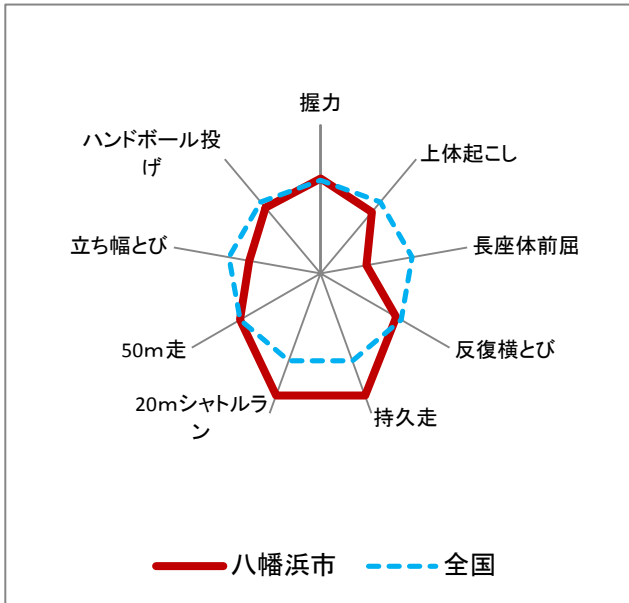 握力
上体起こし
長座体前屈
反復横とび
持久走
20mシャトルラ
ン
50m走
立ち幅とび
ハンドボール投
げ
八幡浜市
全国